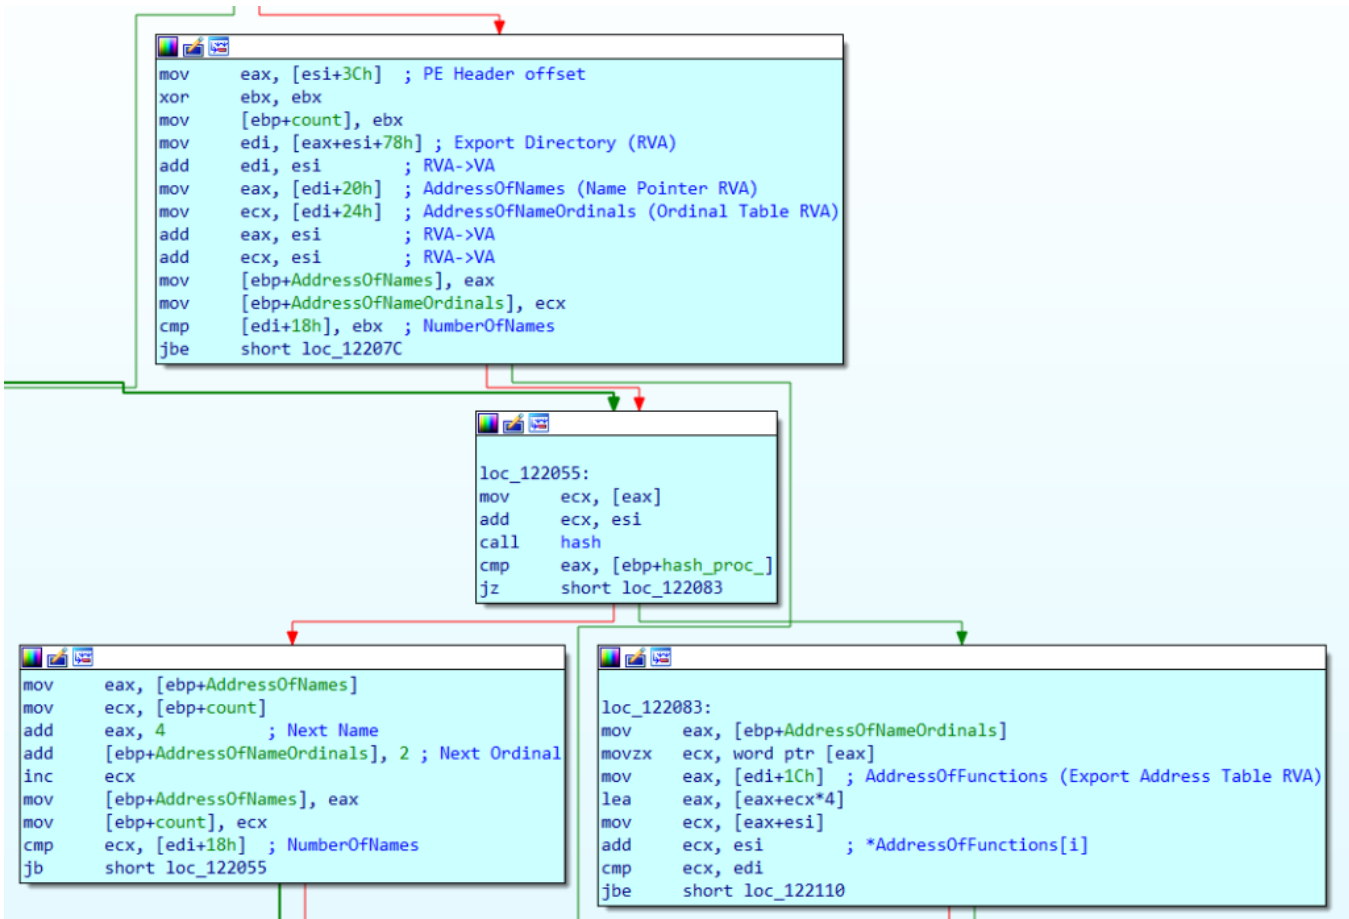 mov eax, [esi+3Ch] ; PE Header offset
xor ebx, ebx
mov [ebp+count], ebx
mov edi, [eax+esi+78h] ; Export Directory (RVA)
add edi, esi ; RVA->VA
mov eax, [edi+20h] ; AddressOfNames (Name Pointer RVA)
mov ecx, [edi+24h] ; AddressOfNameOrdinals (Ordinal Table RVA)
add eax, esi ; RVA->VA
add ecx, esi ; RVA->VA
mov [ebp+AddressOfNames], eax
mov [ebp+AddressOfNameOrdinals], ecx
cmp [edi+18h], ebx ; NumberOfNames
jbe short loc_12207C
loc_122055:
mov ecx, [eax]
add ecx, esi
call hash
cmp eax, [ebp+hash_proc_]
jz short loc_122083
mov eax, [ebp+AddressOfNames]
mov ecx, [ebp+count]
add eax, 4 ; Next Name
add [ebp+AddressOfNameOrdinals], 2 ; Next Ordinal
inc ecx
mov [ebp+AddressOfNames], eax
mov [ebp+count], ecx
cmp ecx, [edi+18h] ; NumberOfNames
jb short loc_122055
loc_122083:
mov eax, [ebp+AddressOfNameOrdinals]
movzx ecx, word ptr [eax]
mov eax, [edi+1Ch] ; AddressOfFunctions (Export Address Table RVA)
lea eax, [eax+ecx*4]
mov ecx, [eax+esi]
add ecx, esi ; *AddressOfFunctions[i]
cmp ecx, edi
jbe short loc_122110